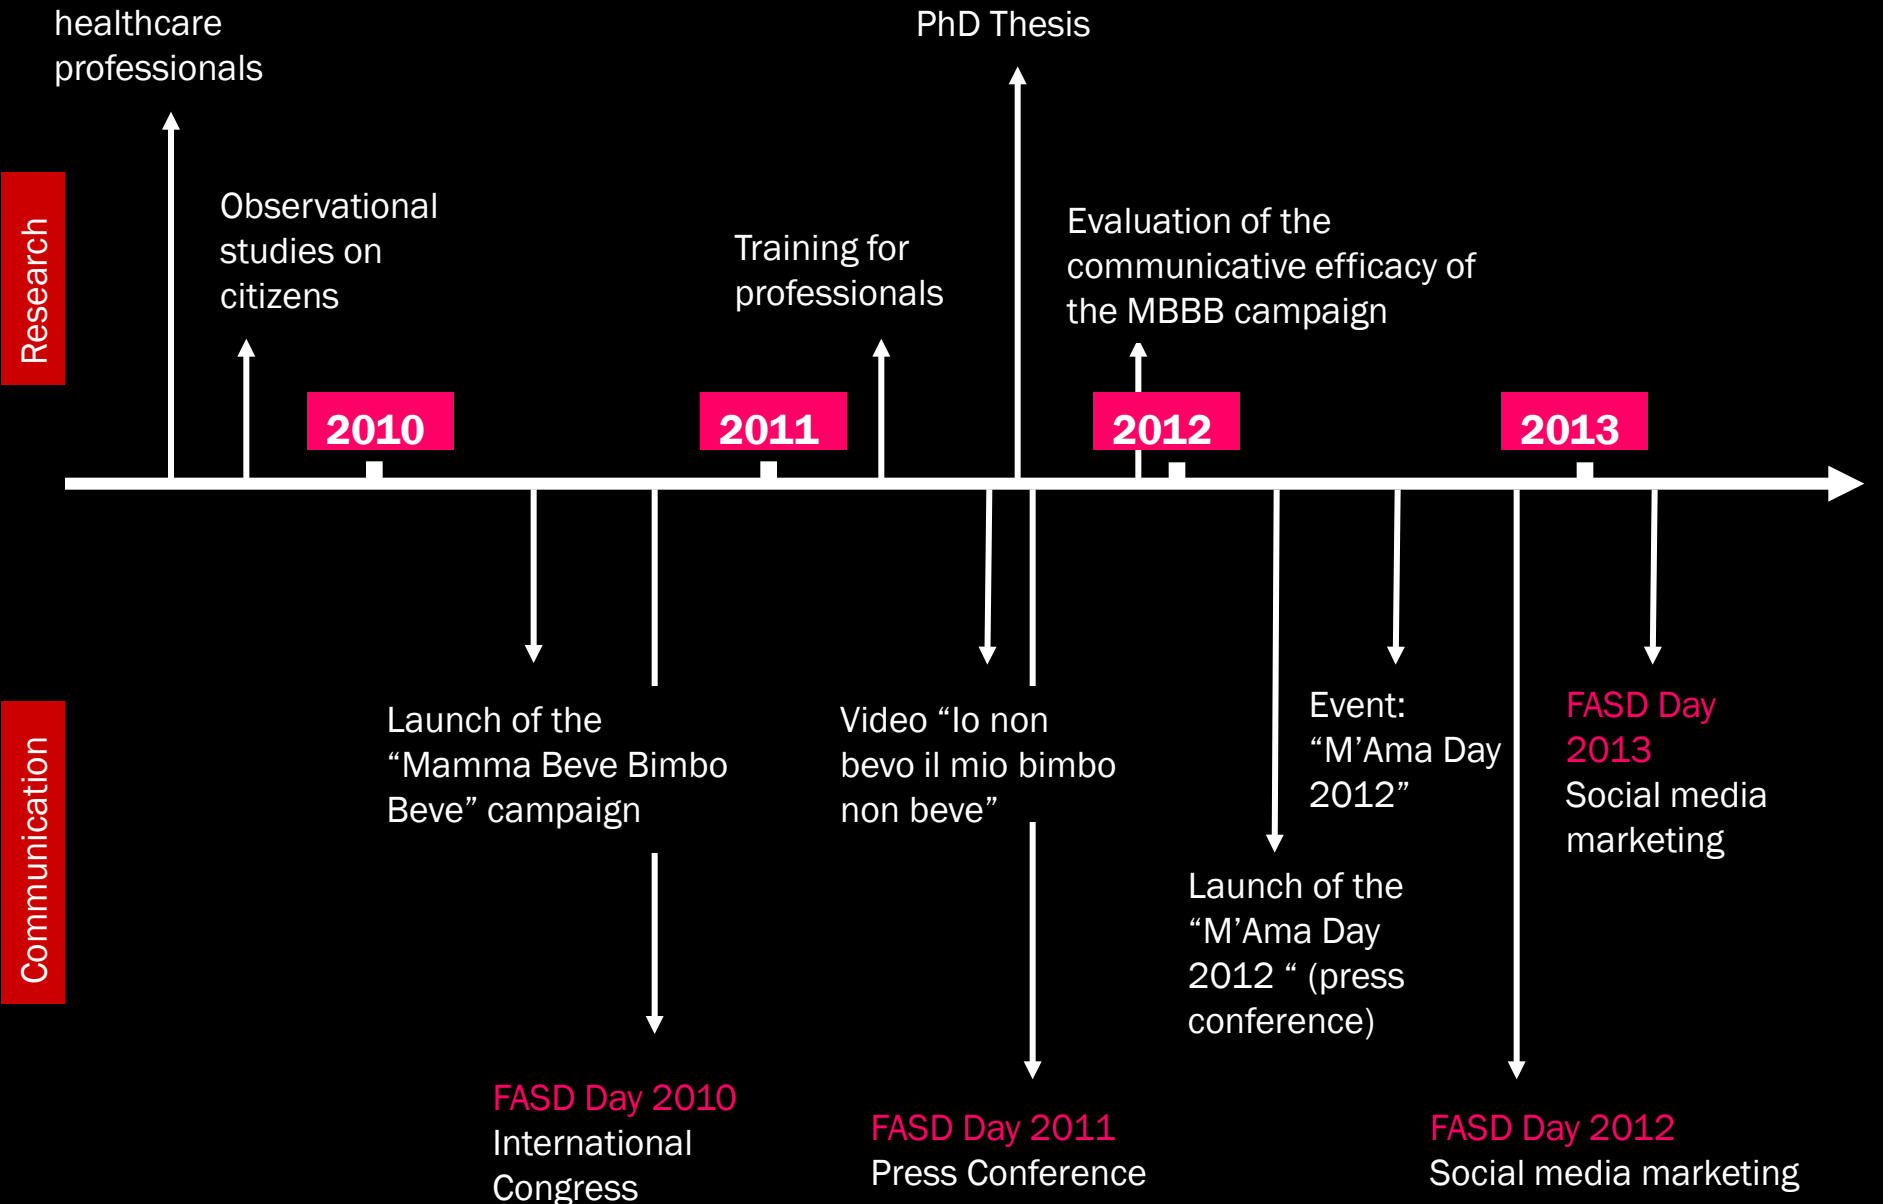 healthcare
professionals
PhD Thesis
Research
Observational
studies on
citizens
Training for
professionals
Evaluation of the
communicative efficacy of
the MBBB campaign
2010
2011
2012
2013
Communication
Launch of the
“Mamma Beve Bimbo
Beve” campaign
Video “Io non
bevo il mio bimbo
non beve”
Event:
“M’Ama Day
2012”
FASD Day
2013
Social media
marketing
Launch of the
“M’Ama Day
2012 “ (press
conference)
FASD Day 2010
International
Congress
FASD Day 2011
Press Conference
FASD Day 2012
Social media marketing